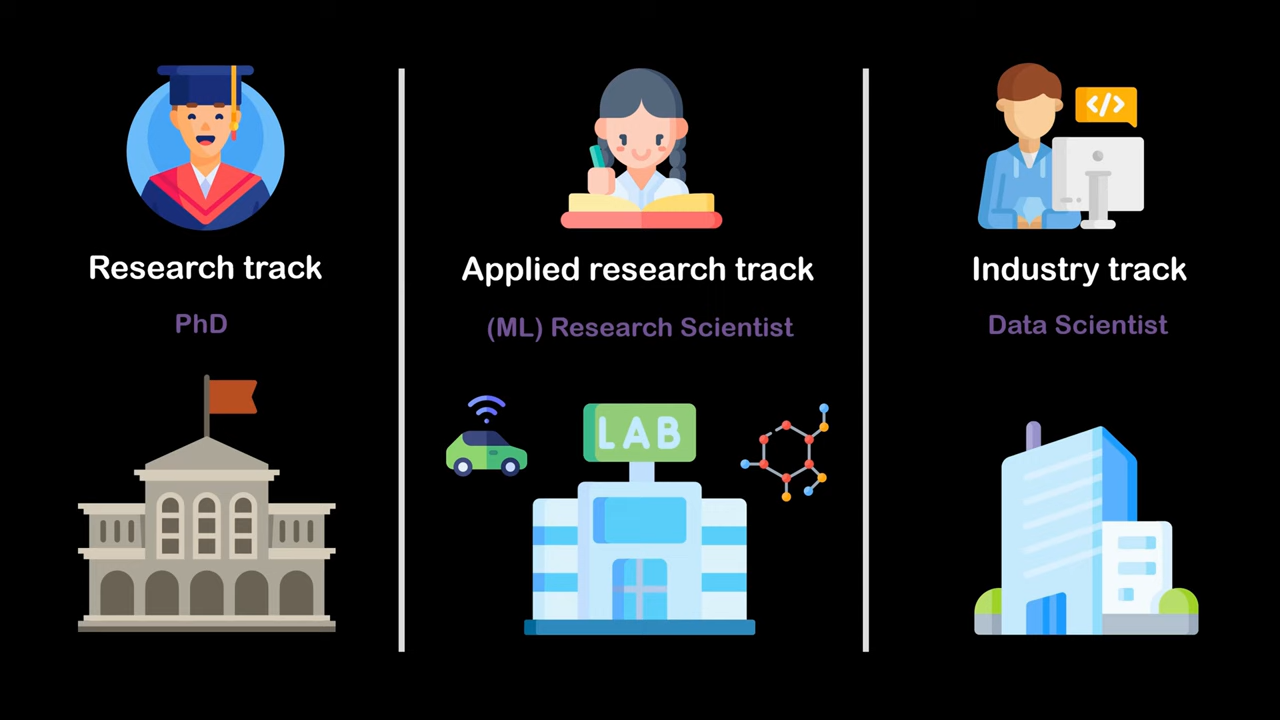 Research track
PhD
Applied research track
(ML) Research Scientist
LAB
Industry track
Data Scientist
</>